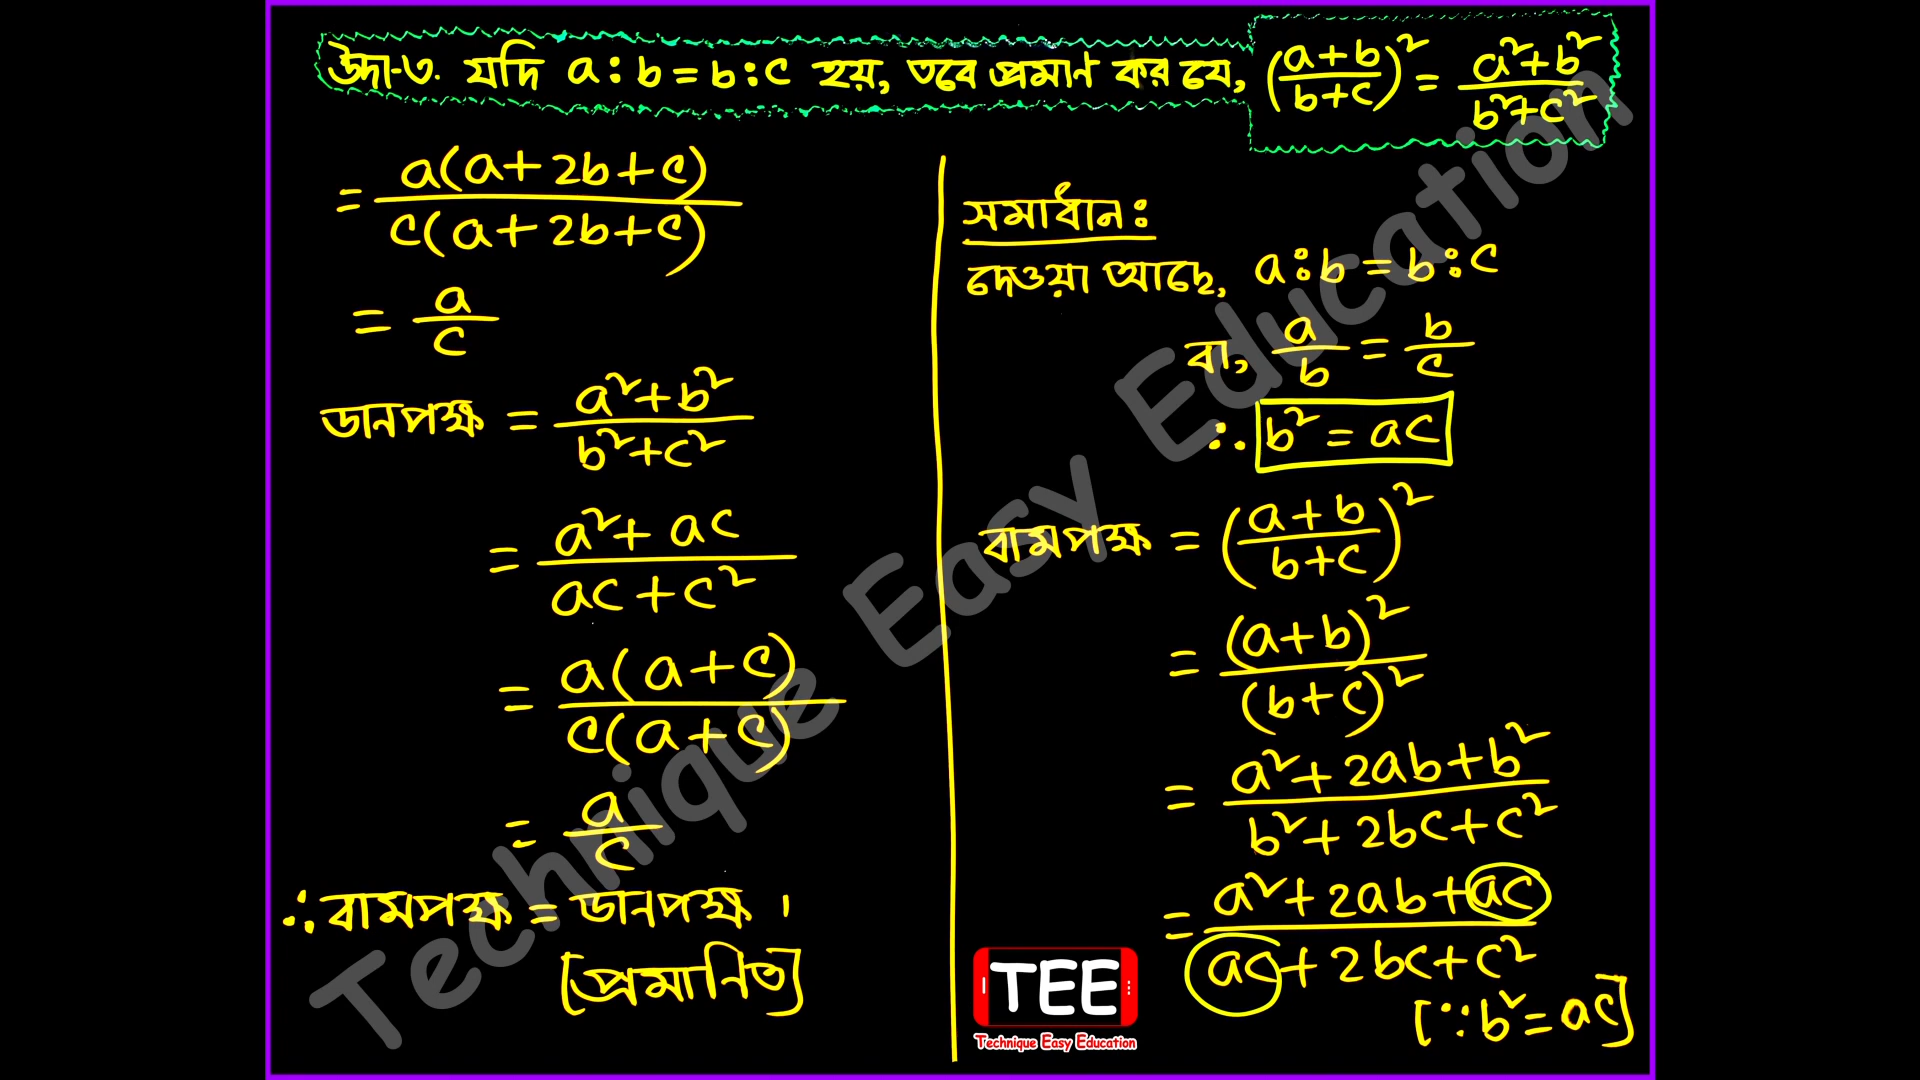 উদা-৩. যদি a : b = b : c হয়, তবে প্রমাণ কর যে, ((a+b)/(b+c))² = (a²+b²)/(b²+c²)
সমাধান :
দেওয়া আছে, a : b = b : c
বা, a/b = b/c
∴ b² = ac
বামপক্ষ = ((a+b)/(b+c))²
= (a+b)²/(b+c)²
= (a²+2ab+b²)/(b²+2bc+c²)
= (a²+2ab+ac)/(ac+2bc+c²)
[∵ b² = ac]
= a(a+2b+c)/c(a+2b+c)
= a/c
ডানপক্ষ = (a²+b²)/(b²+c²)
= (a²+ac)/(ac+c²)
= a(a+c)/c(a+c)
= a/c
∴ বামপক্ষ = ডানপক্ষ ।
[প্রমানিত]
TEE
Technique Easy Education
Technique Easy Education